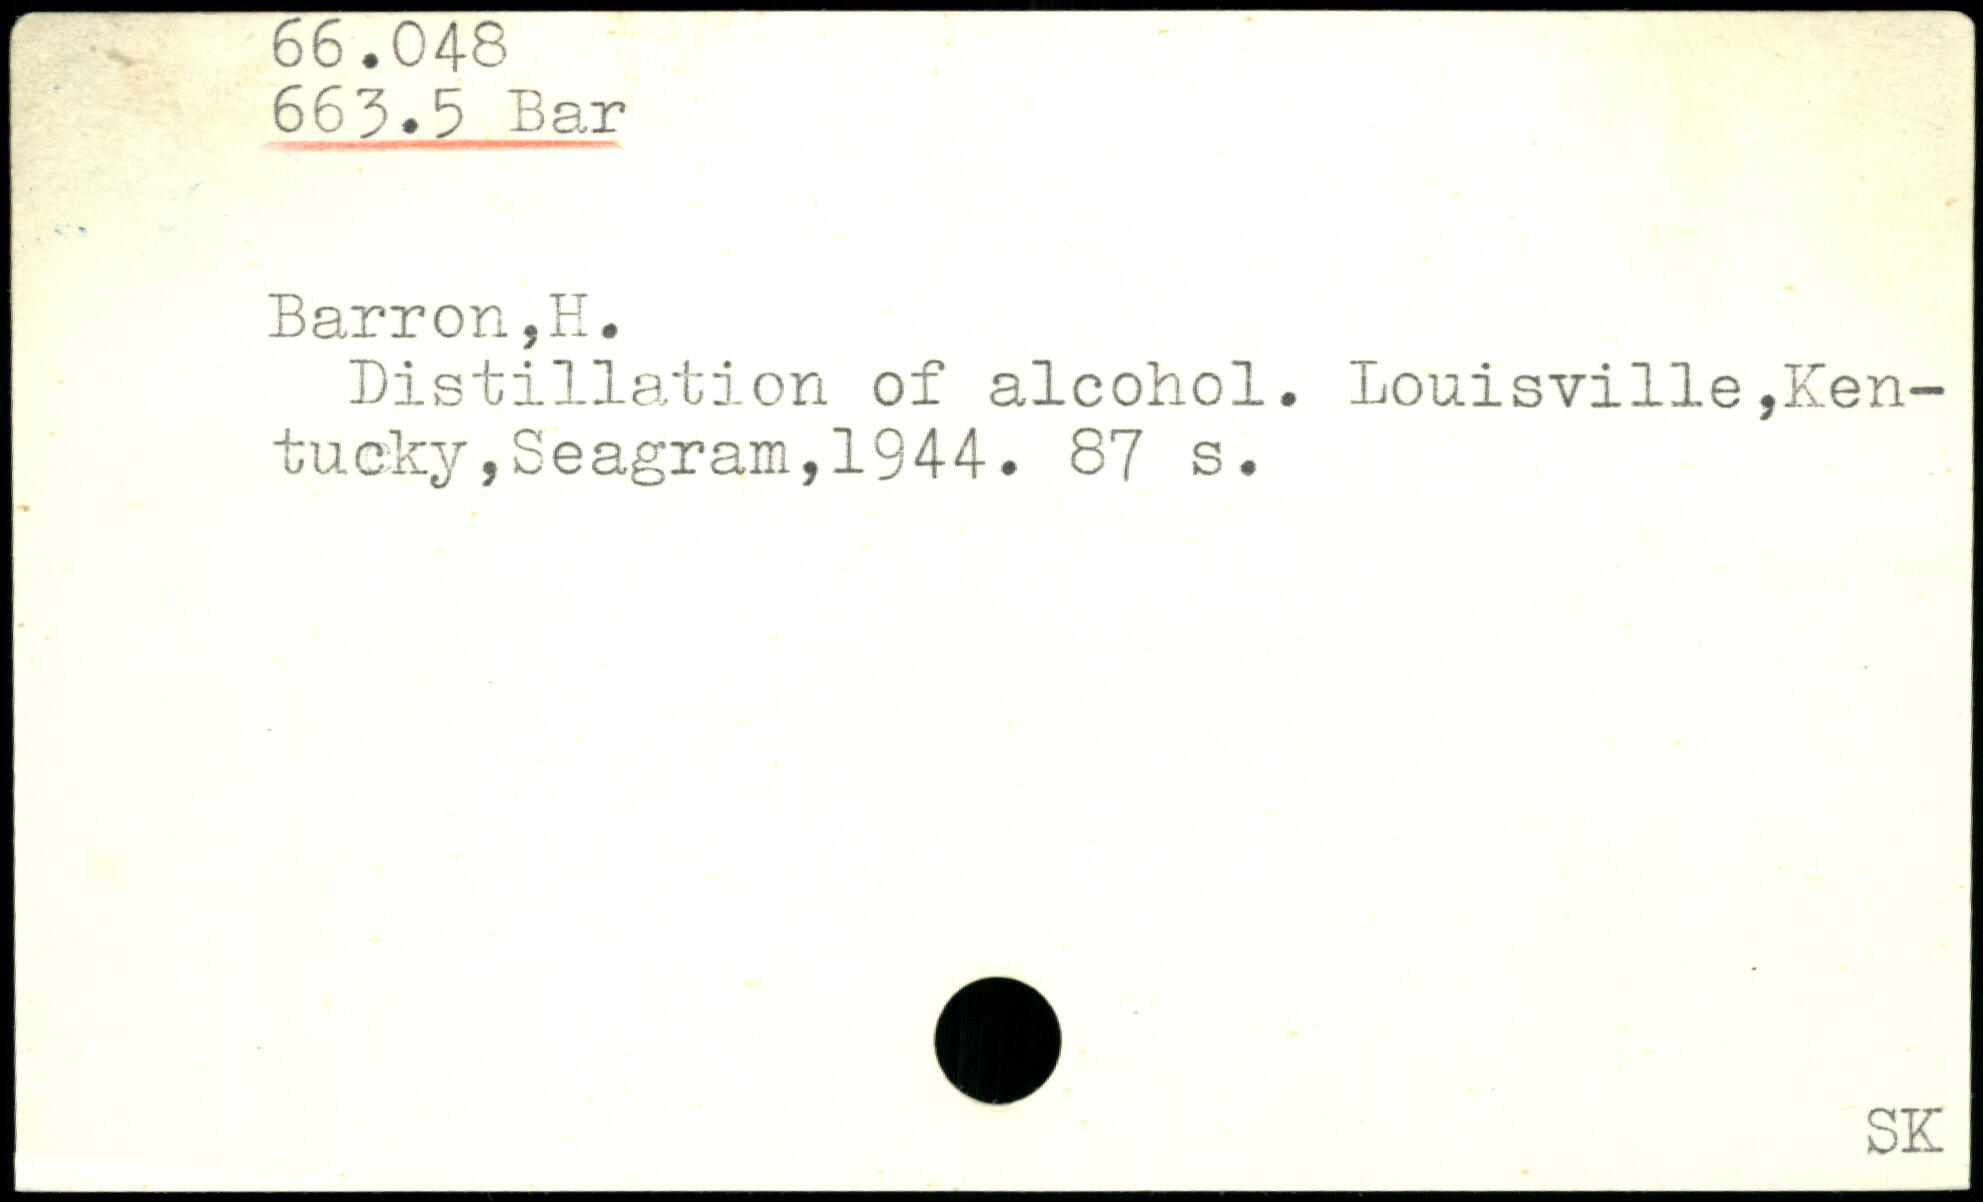 66.048
663.5 Bar
Barron,H.
Distillation of alcohol. Louisville,Ken-
tucky,Seagram,1944. 87 s.
SK